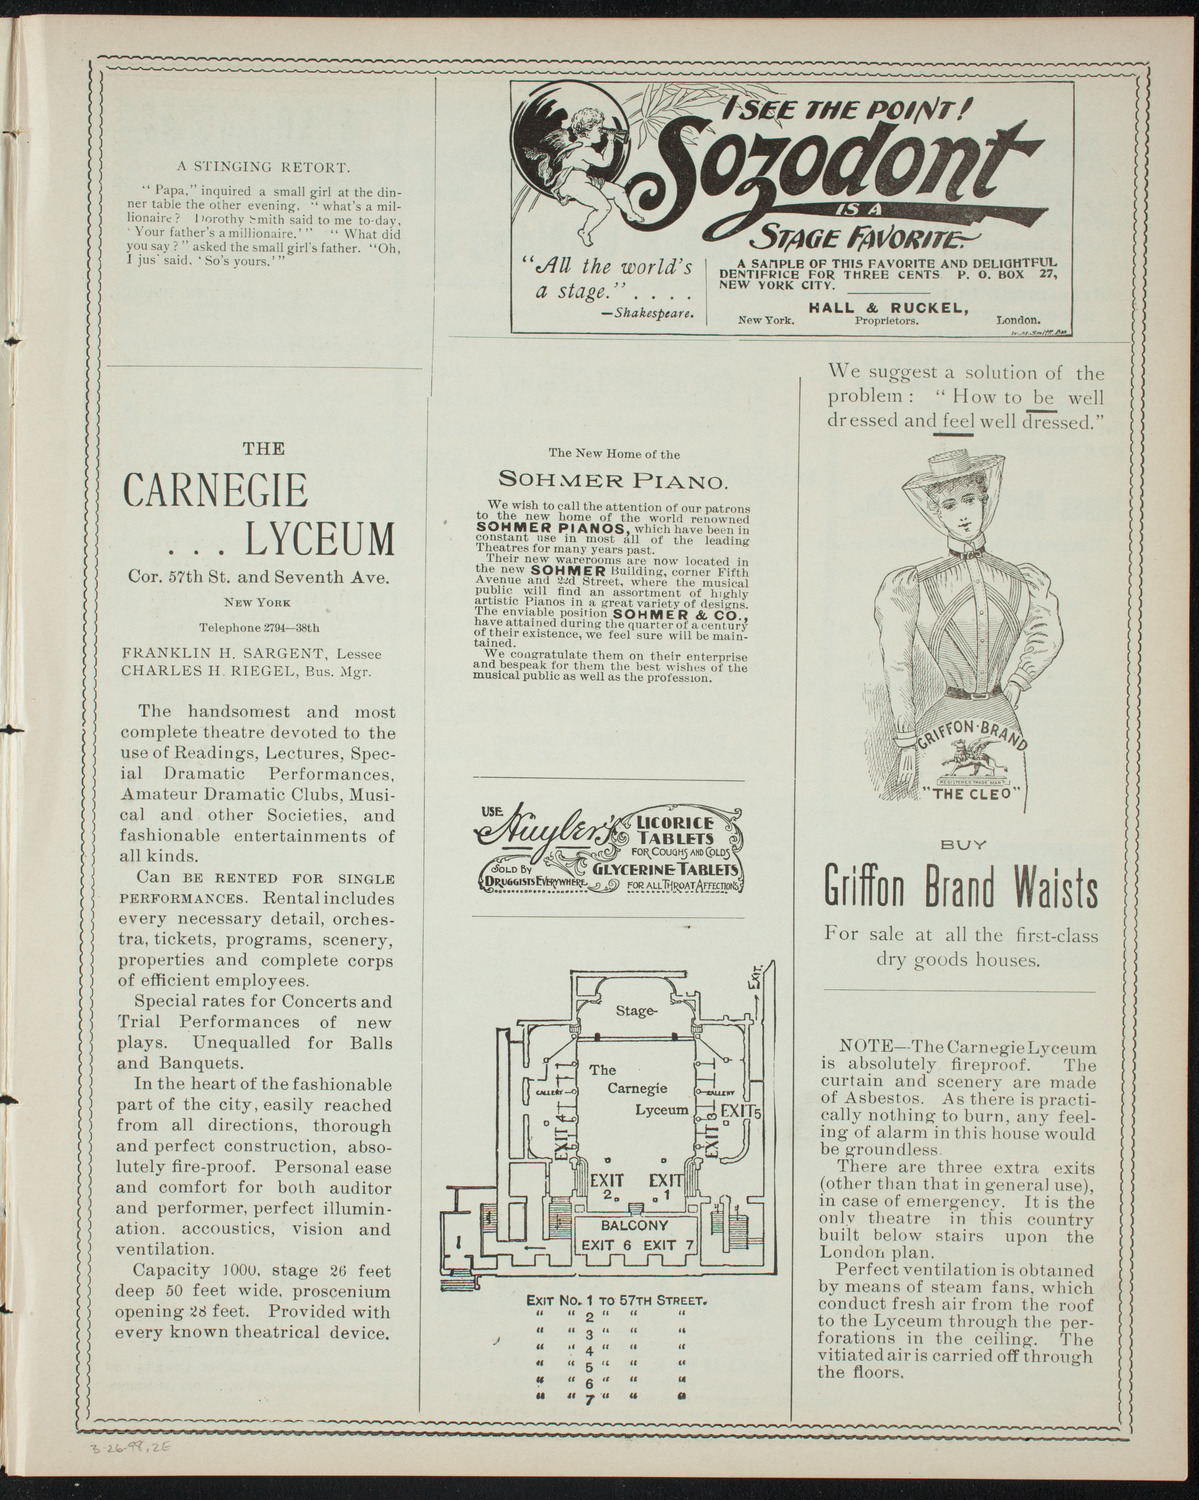 A STINGING RETORT.
“ Papa,” inquired a small girl at the din-
ner table the other evening, “ what’s a mil-
lionaire ? Dorothy Smith said to me to-day,
‘ Your father’s a millionaire.’ ” “ What did
you say ? ” asked the small girl’s father. “Oh,
I jus’ said. ‘ So’s yours.’ ”
THE
CARNEGIE
. . . LYCEUM
Cor. 57th St. and Seventh Ave.
NEW YORK
Telephone 2794—38th
FRANKLIN H. SARGENT, Lessee
CHARLES H. RIEGEL, Bus. Mgr.
The handsomest and most
complete theatre devoted to the
use of Readings, Lectures, Spec-
ial Dramatic Performances,
Amateur Dramatic Clubs, Musi-
cal and other Societies, and
fashionable entertainments of
all kinds.
Can BE RENTED FOR SINGLE
PERFORMANCES. Rental includes
every necessary detail, orches-
tra, tickets, programs, scenery,
properties and complete corps
of efficient employees.
Special rates for Concerts and
Trial Performances of new
plays. Unequalled for Balls
and Banquets.
In the heart of the fashionable
part of the city, easily reached
from all directions, thorough
and perfect construction, abso-
lutely fire-proof. Personal ease
and comfort for both auditor
and performer, perfect illumin-
ation. accoustics, vision and
ventilation.
Capacity 1000, stage 26 feet
deep 50 feet wide, proscenium
opening 28 feet. Provided with
every known theatrical device.
I SEE THE POINT!
Sozodont
IS A
STAGE FAVORITE.
“All the world’s
a stage.” . . . .
—Shakespeare.
A SAMPLE OF THIS FAVORITE AND DELIGHTFUL
DENTIFRICE FOR THREE CENTS P. O. BOX 27,
NEW YORK CITY.
HALL & RUCKEL,
New York. Proprietors. London.
The New Home of the
SOHMER PIANO.
We wish to call the attention of our patrons
to the new home of the world renowned
SOHMER PIANOS, which have been in
constant use in most all of the leading
Theatres for many years past.
Their new warerooms are now located in
the new SOHMER Building, corner Fifth
Avenue and 22d Street, where the musical
public will find an assortment of highly
artistic Pianos in a great variety of designs.
The enviable position SOHMER & CO.,
have attained during the quarter of a century
of their existence, we feel sure will be main-
tained.
We congratulate them on their enterprise
and bespeak for them the best wishes of the
musical public as well as the profession.
USE
Huyler’s
LICORICE
TABLETS
FOR COUGHS AND COLDS
SOLD BY
DRUGGISTS EVERYWHERE
GLYCERINE TABLETS
FOR ALL THROAT AFFECTIONS
EXIT.
Stage-
The
Carnegie
Lyceum
GALLERY
GALLERY
EXIT 4
EXIT 3
EXIT 5
EXIT
2
EXIT
1
BALCONY
EXIT 6 EXIT 7
EXIT NO. 1 TO 57TH STREET.
“ “ 2 “ “ “
“ “ 3 “ “ “
“ “ 4 “ “ “
“ “ 5 “ “ “
“ “ 6 “ “ “
“ “ 7 “ “ “
We suggest a solution of the
problem : “ How to be well
dressed and feel well dressed.”
GRIFFON-BRAND
REGISTERED TRADE MARK
“THE CLEO”
BUY
Griffon Brand Waists
For sale at all the first-class
dry goods houses.
NOTE—The Carnegie Lyceum
is absolutely fireproof. The
curtain and scenery are made
of Asbestos. As there is practi-
cally nothing to burn, any feel-
ing of alarm in this house would
be groundless.
There are three extra exits
(other than that in general use),
in case of emergency. It is the
only theatre in this country
built below stairs upon the
London plan.
Perfect ventilation is obtained
by means of steam fans, which
conduct fresh air from the roof
to the Lyceum through the per-
forations in the ceiling. The
vitiated air is carried off through
the floors.
3-26-98.2E